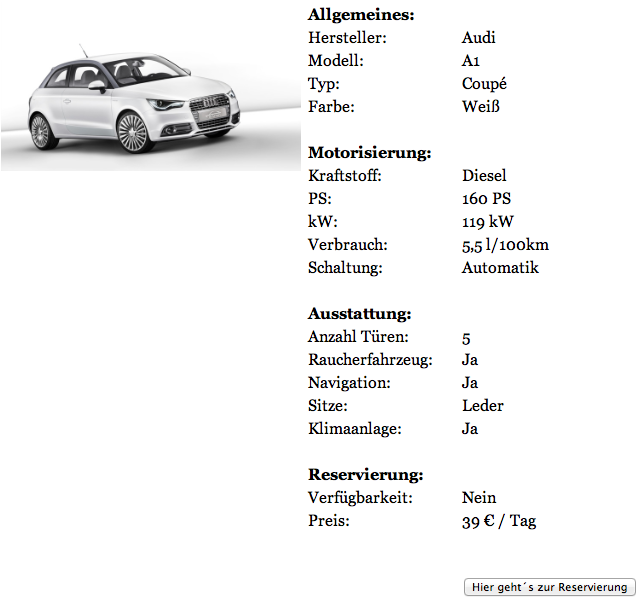 Allgemeines:
Hersteller: Audi
Modell: A1
Typ: Coupé
Farbe: Weiß
Motorisierung:
Kraftstoff: Diesel
PS: 160 PS
kW: 119 kW
Verbrauch: 5,5 l/100km
Schaltung: Automatik
Ausstattung:
Anzahl Türen: 5
Raucherfahrzeug: Ja
Navigation: Ja
Sitze: Leder
Klimaanlage: Ja
Reservierung:
Verfügbarkeit: Nein
Preis: 39 € / Tag
Hier geht´s zur Reservierung